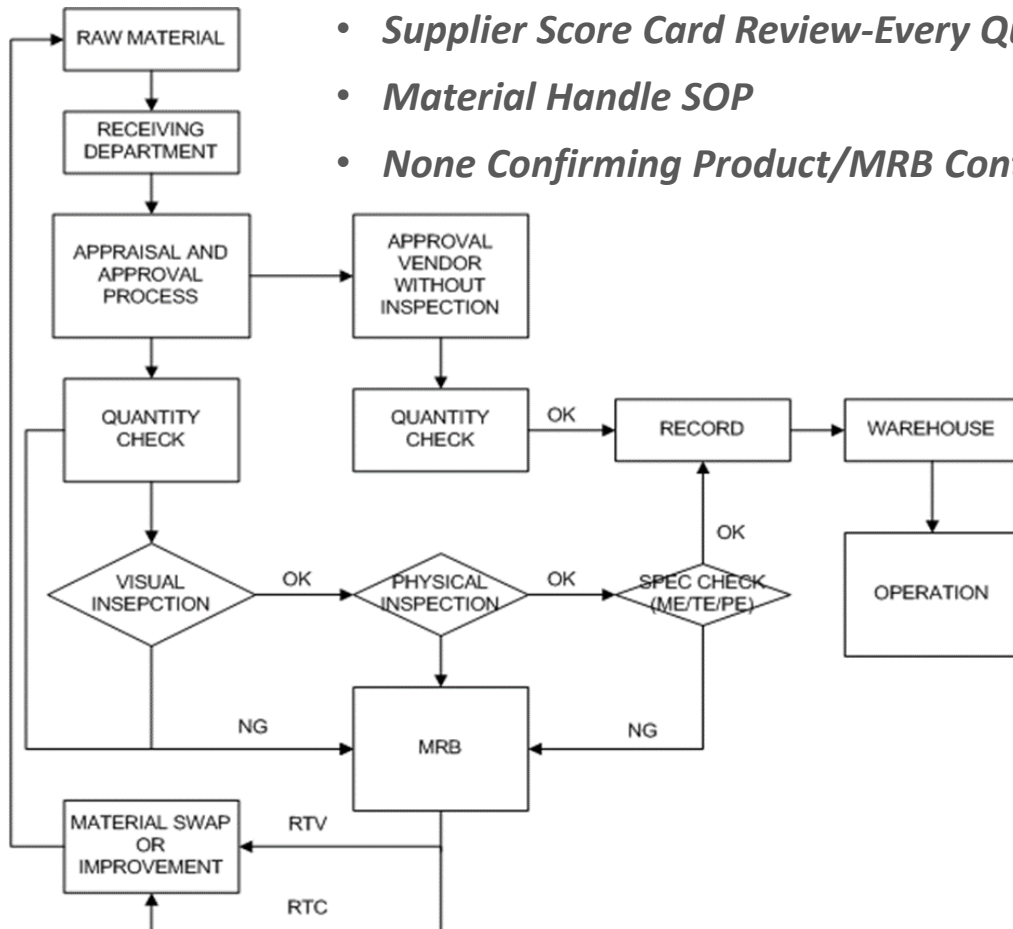 RAW MATERIAL
• Supplier Score Card Review-Every
• Material Handle SOP
• None Confirming Product/MRB
RECEIVING
DEPARTMENT
APPRAISAL AND
APPROVAL
PROCESS
APPROVAL
VENDOR
WITHOUT
INSPECTION
QUANTITY
CHECK
QUANTITY
CHECK
OK
RECORD
WAREHOUSE
OK
VISUAL
INSEPCTION
OK
PHYSICAL
INSPECTION
OK
SPEC CHECK
(ME/TE/PE)
OPERATION
NG
MRB
NG
MATERIAL SWAP
OR
IMPROVEMENT
RTV
RTC